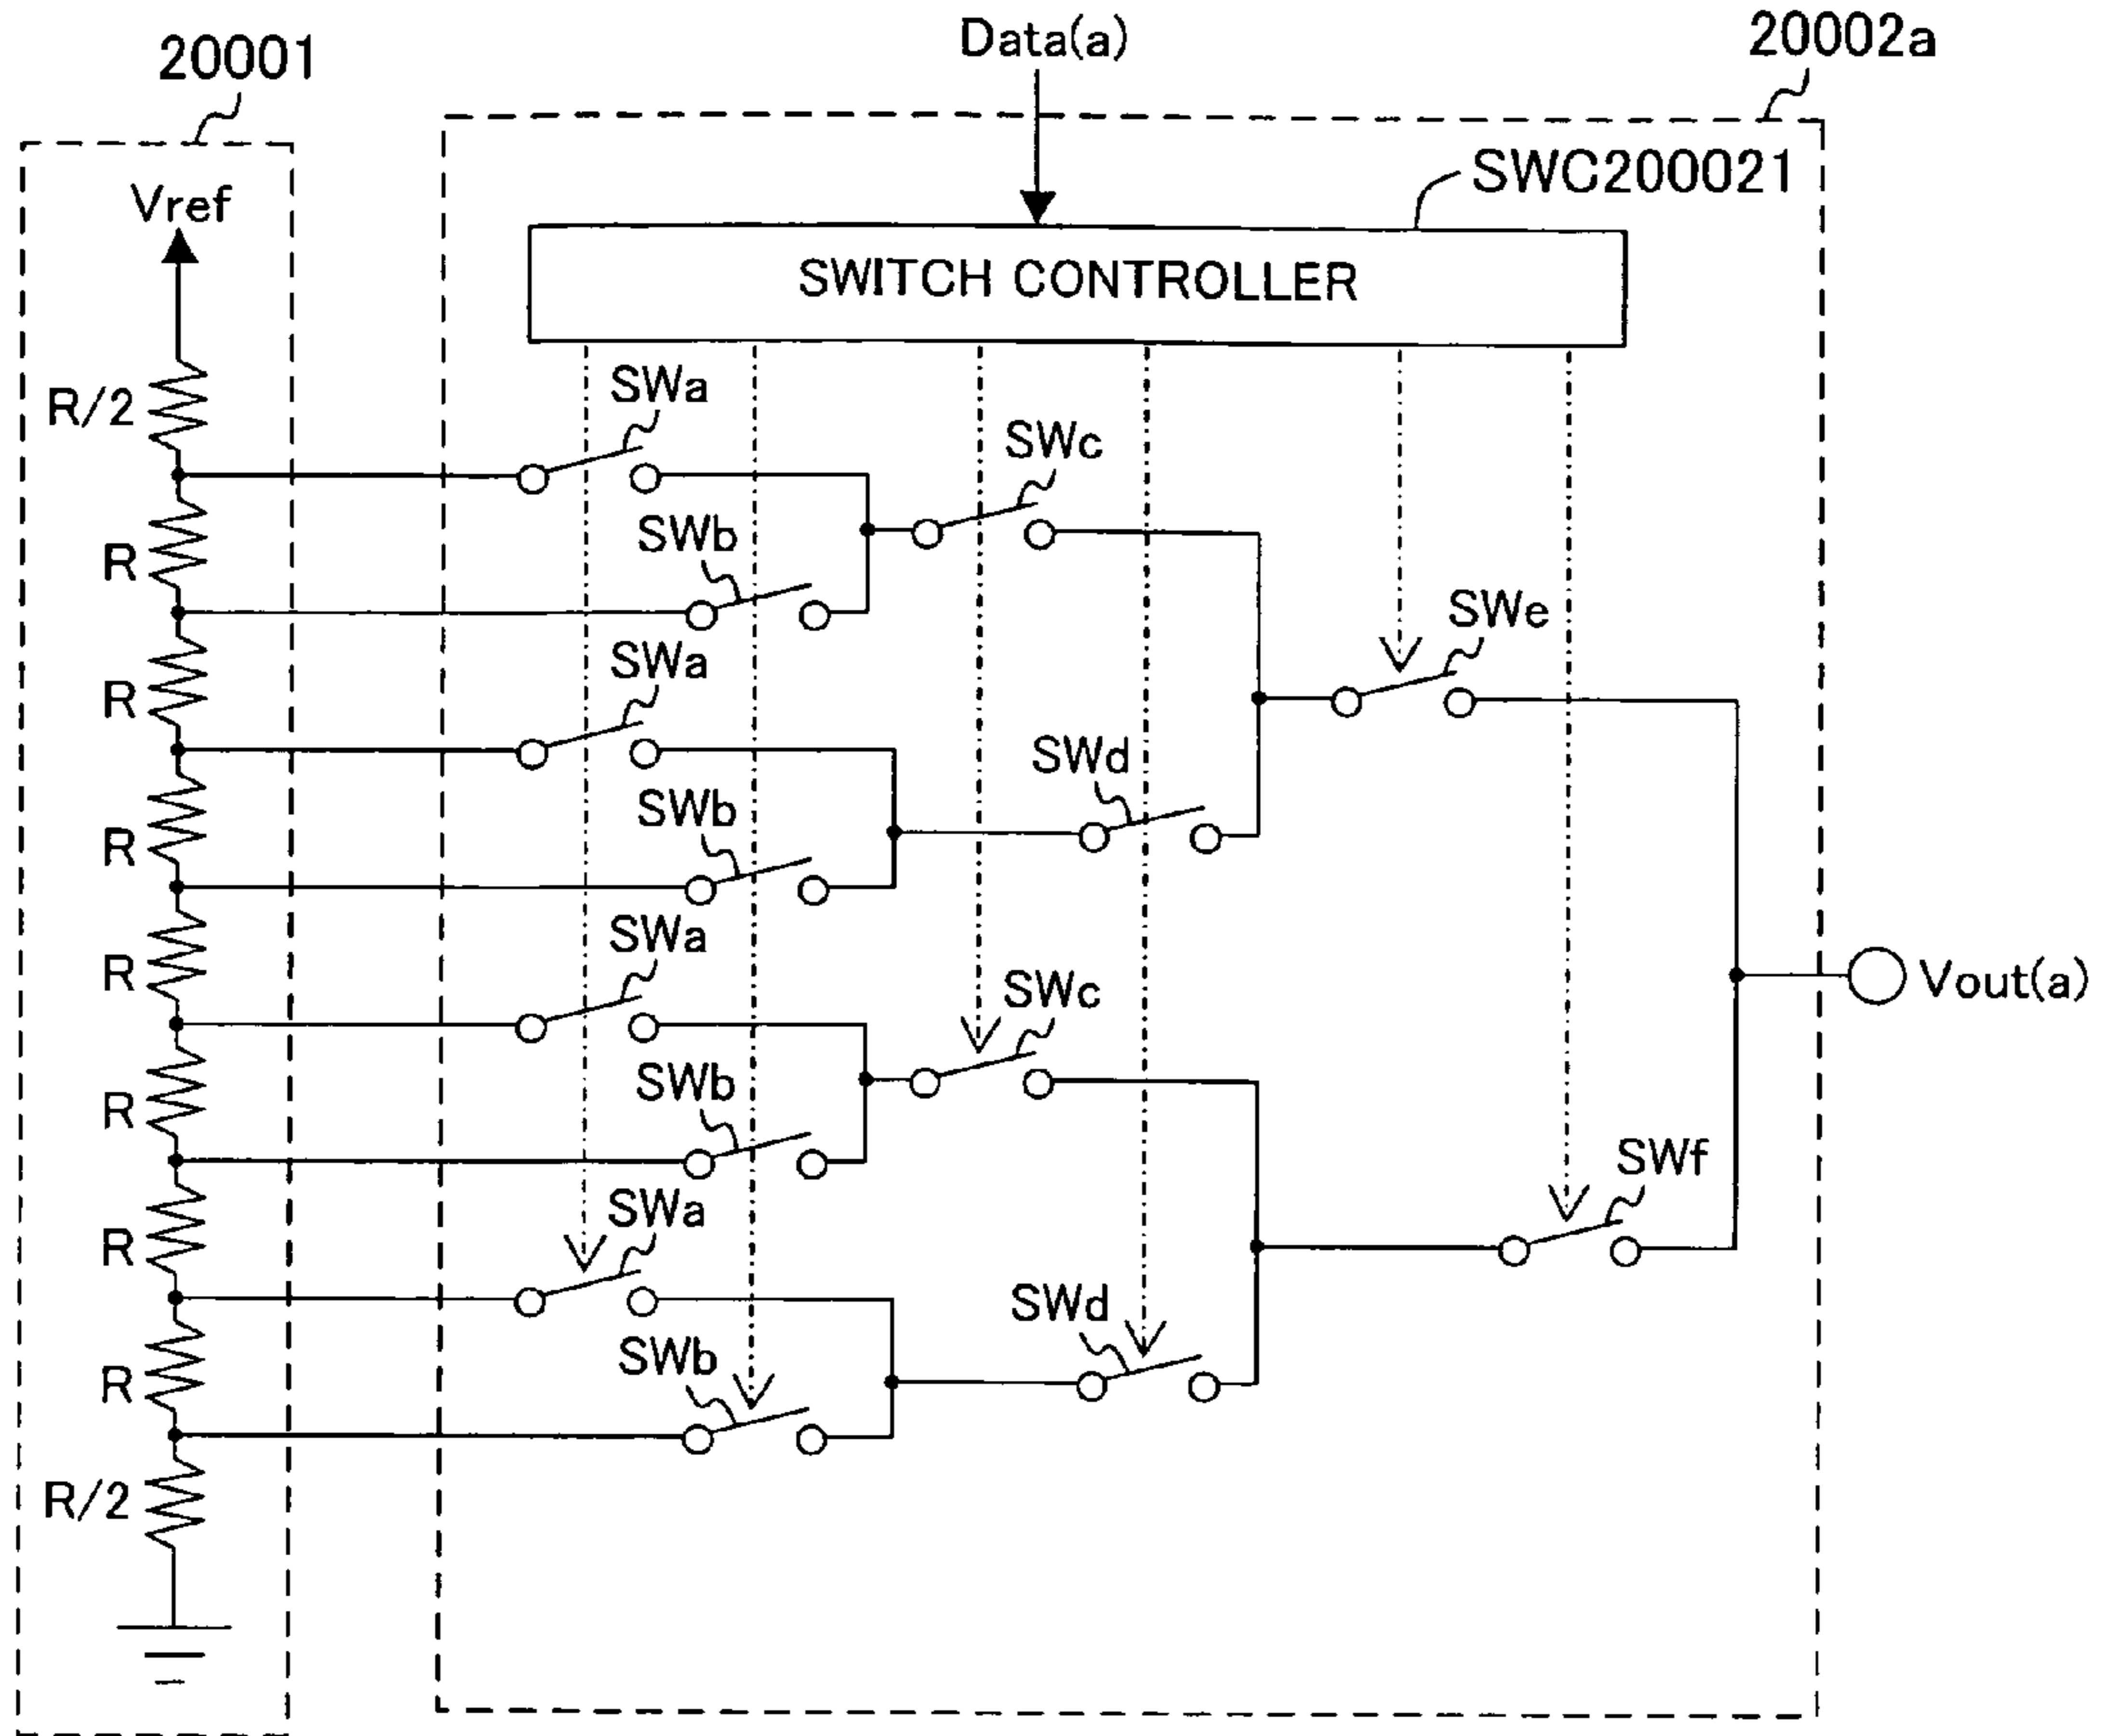 20001
Data(a)
20002a
SWC200021
Vref
SWITCH CONTROLLER
R/2
SWa
SWc
SWb
R
SWe
SWa
R
SWd
SWb
R
SWa
R
SWc
Vout(a)
SWb
R
SWf
SWa
R
SWd
SWb
R
R/2